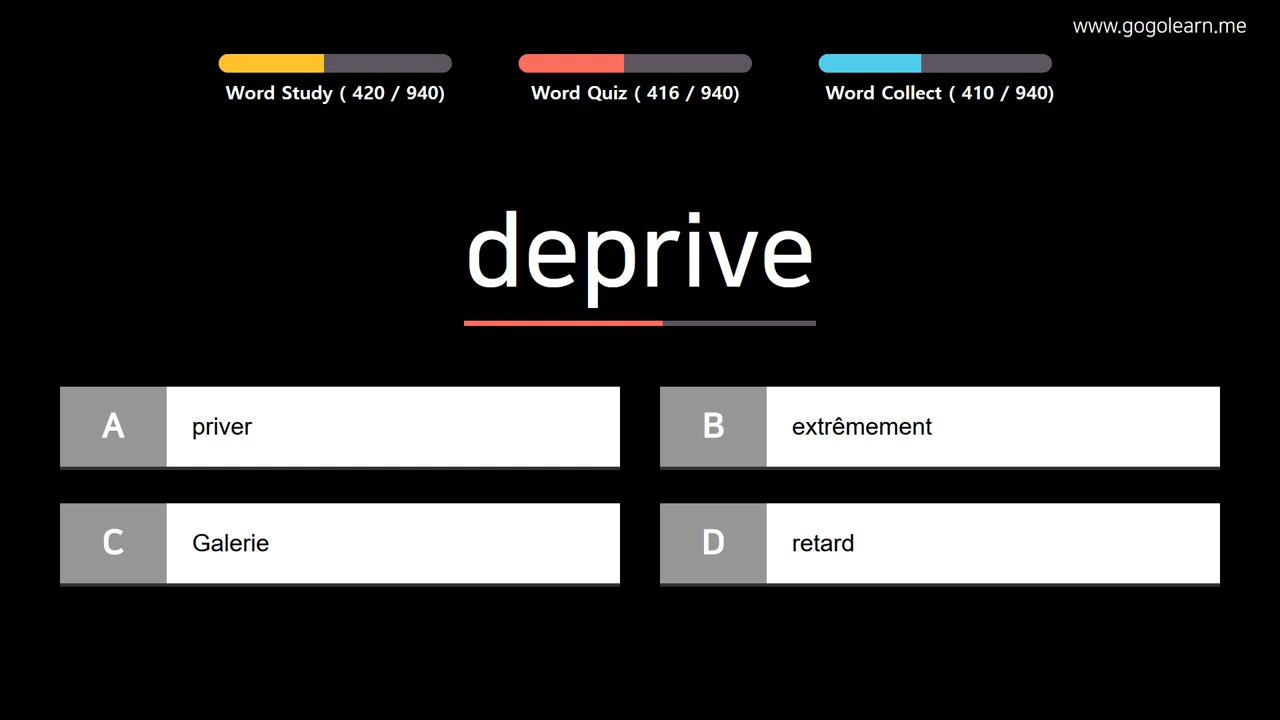 www.gogolearn.me
Word Study ( 420 / 940)
Word Quiz ( 416 / 940)
Word Collect ( 410 / 940)
deprive
A priver
B extrêmement
C Galerie
D retard